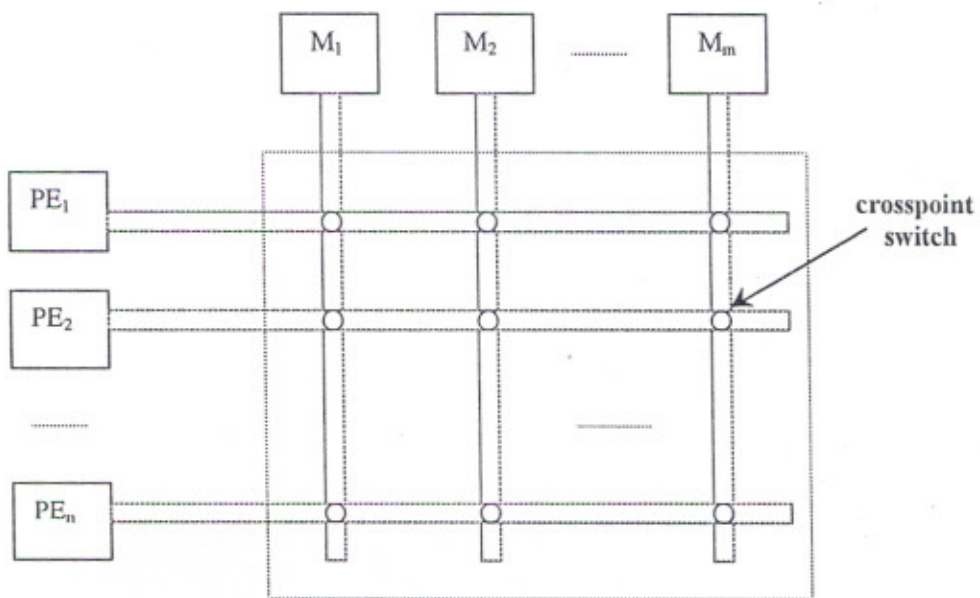 M₁ M₂ Mₘ
PE₁
crosspoint
switch
PE₂
PEₙ